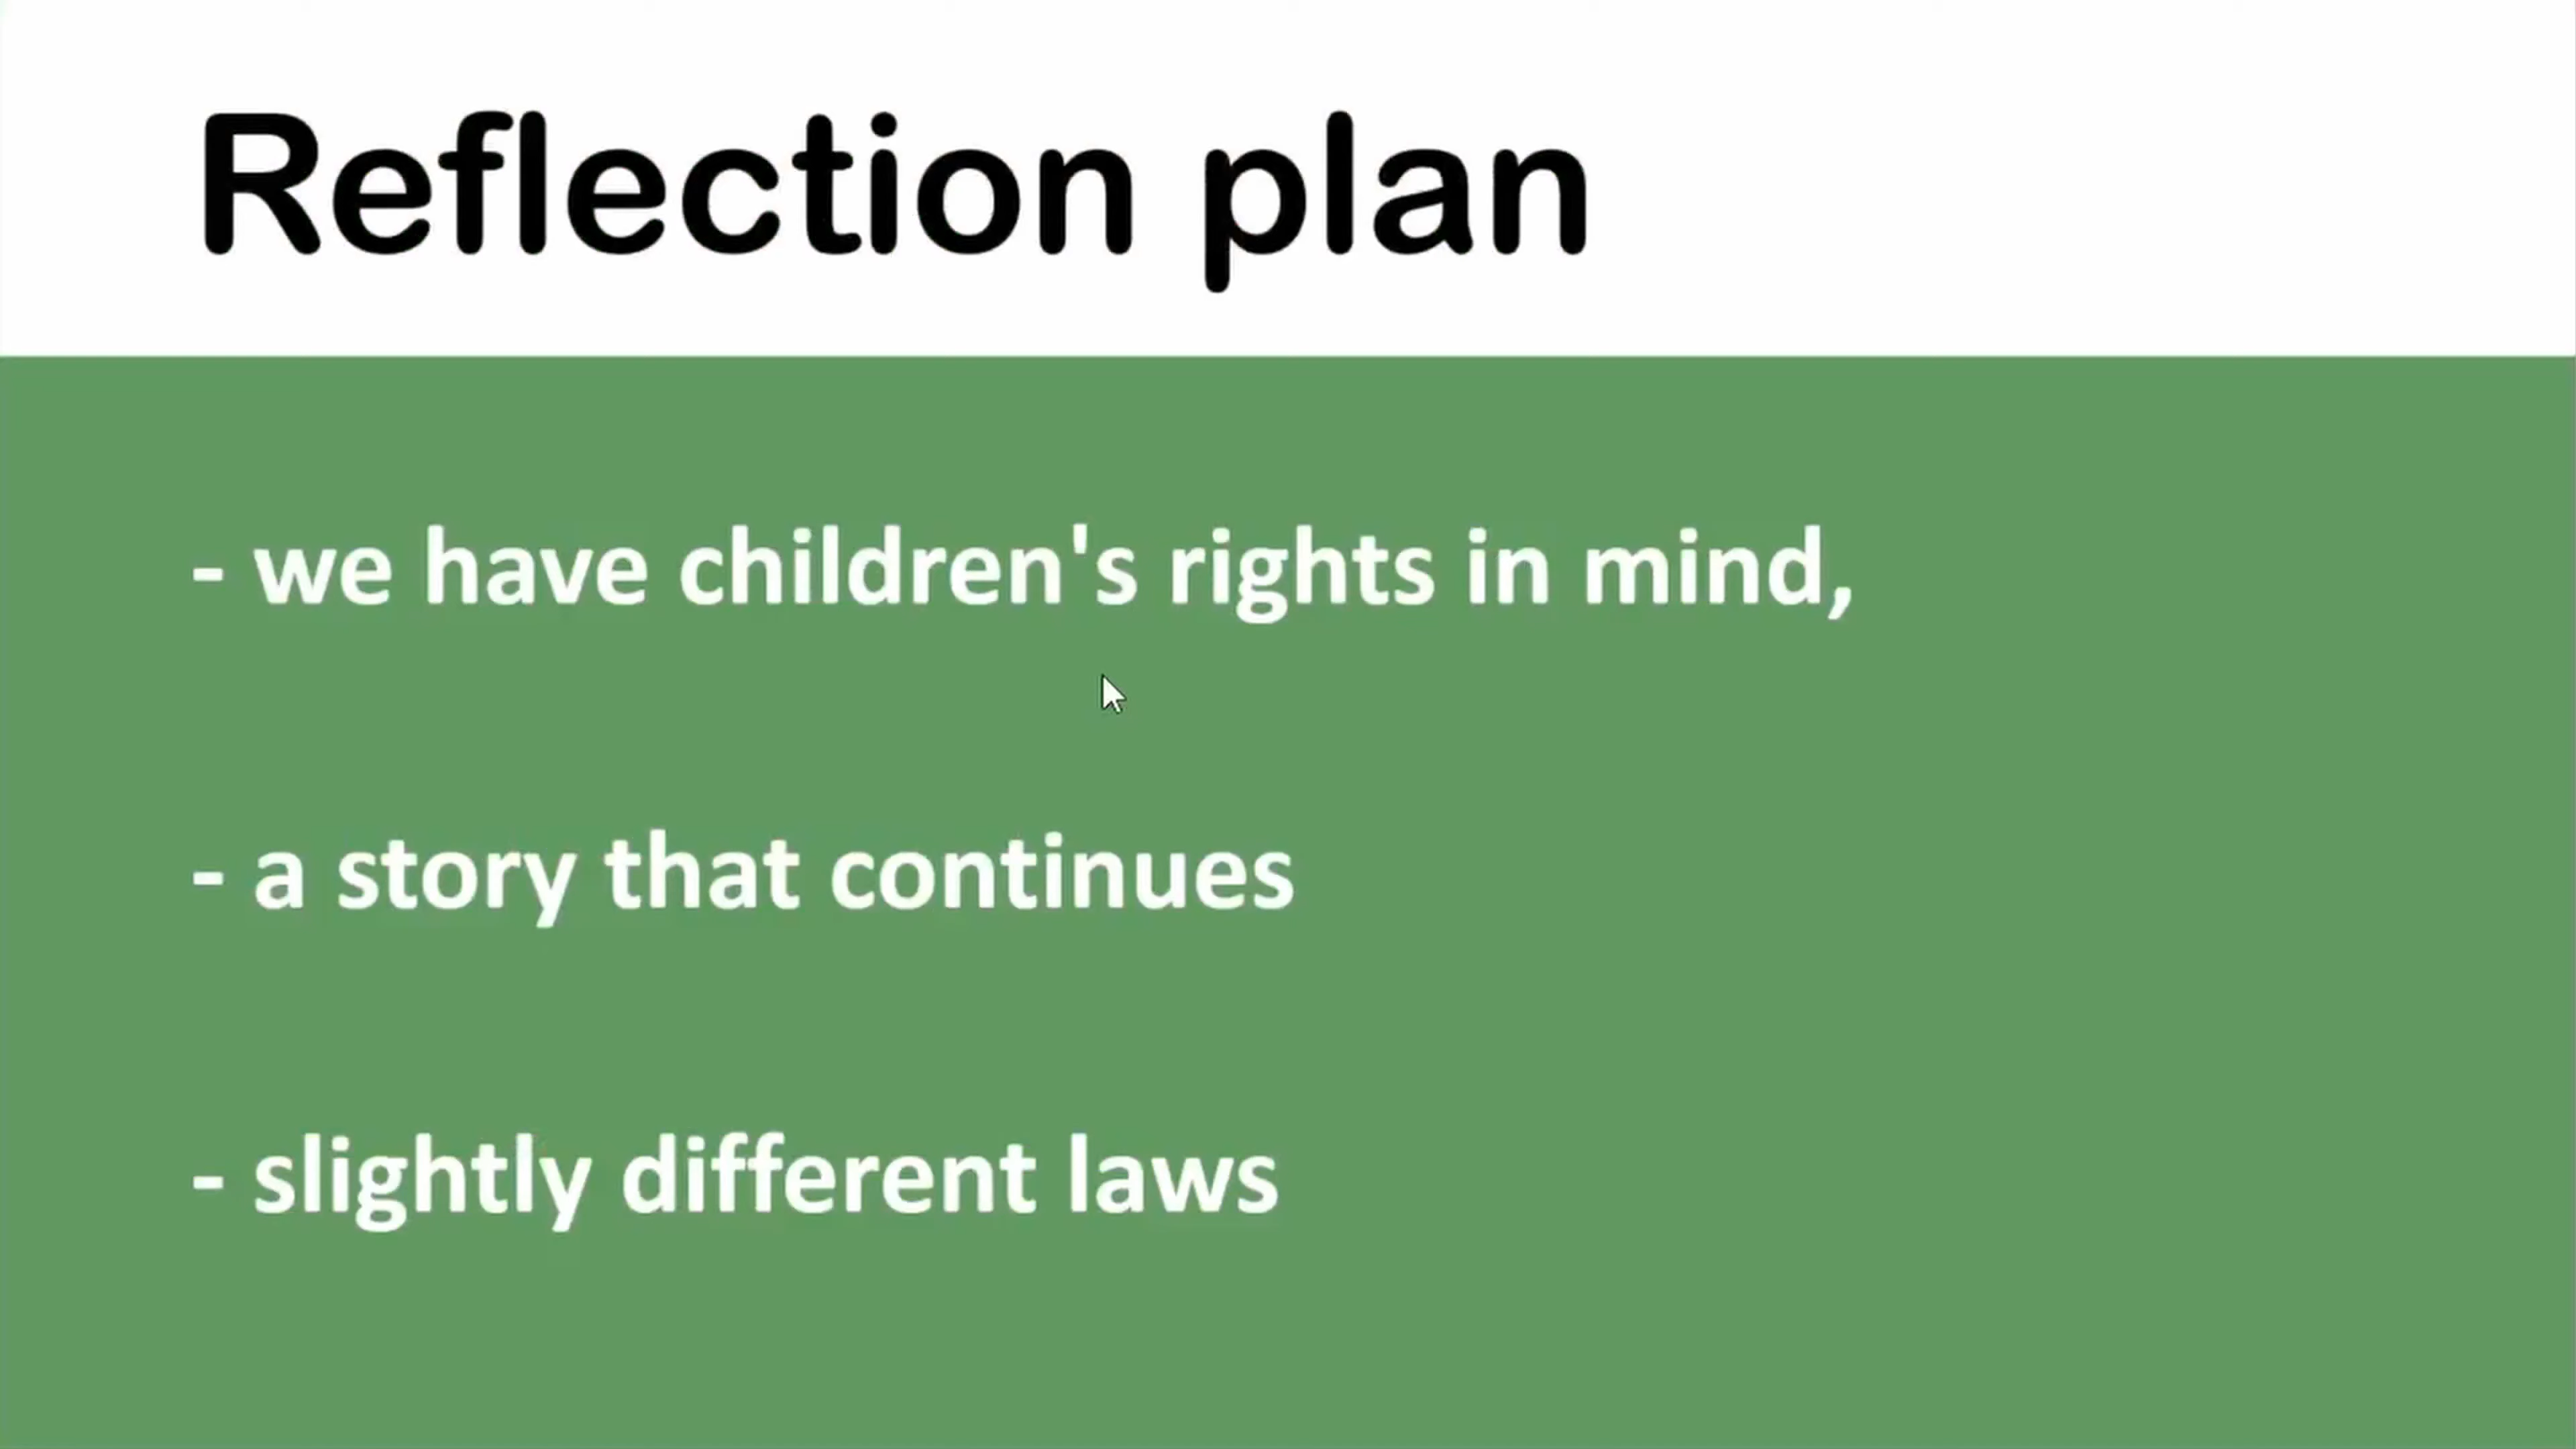 Reflection plan
- we have children's rights in mind,
- a story that continues
- slightly different laws